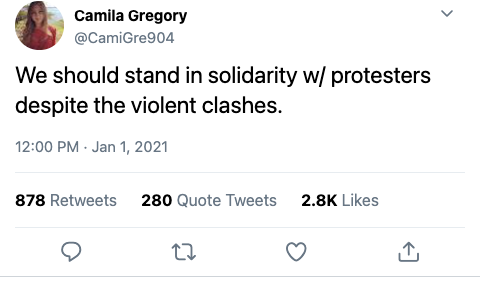 Camila Gregory
@CamiGre904
We should stand in solidarity w/ protesters
despite the violent clashes.
12:00 PM · Jan 1, 2021
878 Retweets 280 Quote Tweets 2.8K Likes